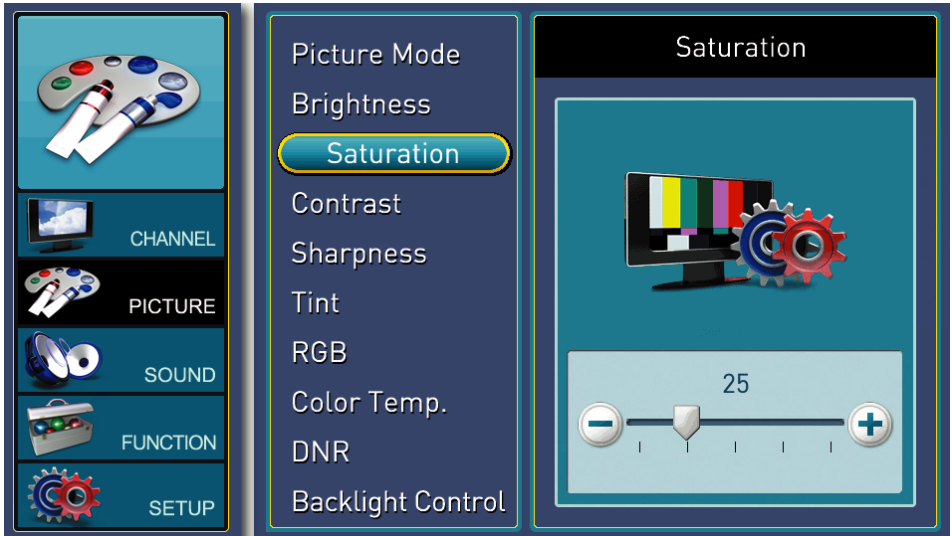 CHANNEL
PICTURE
SOUND
FUNCTION
SETUP
Picture Mode
Brightness
Saturation
Contrast
Sharpness
Tint
RGB
Color Temp.
DNR
Backlight Control
Saturation
25